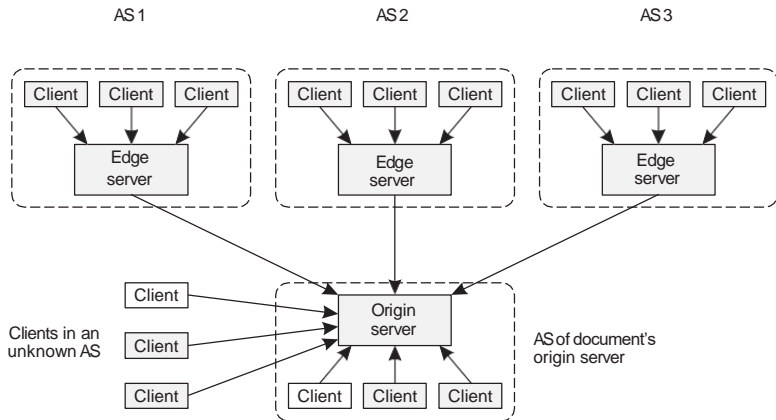 AS 1
AS 2
AS 3
Client
Client
Client
Client
Client
Client
Client
Client
Client
Edge
server
Edge
server
Edge
server
Client
Clients in an
unknown AS
Client
Client
Origin
server
Client
Client
Client
AS of document's
origin server